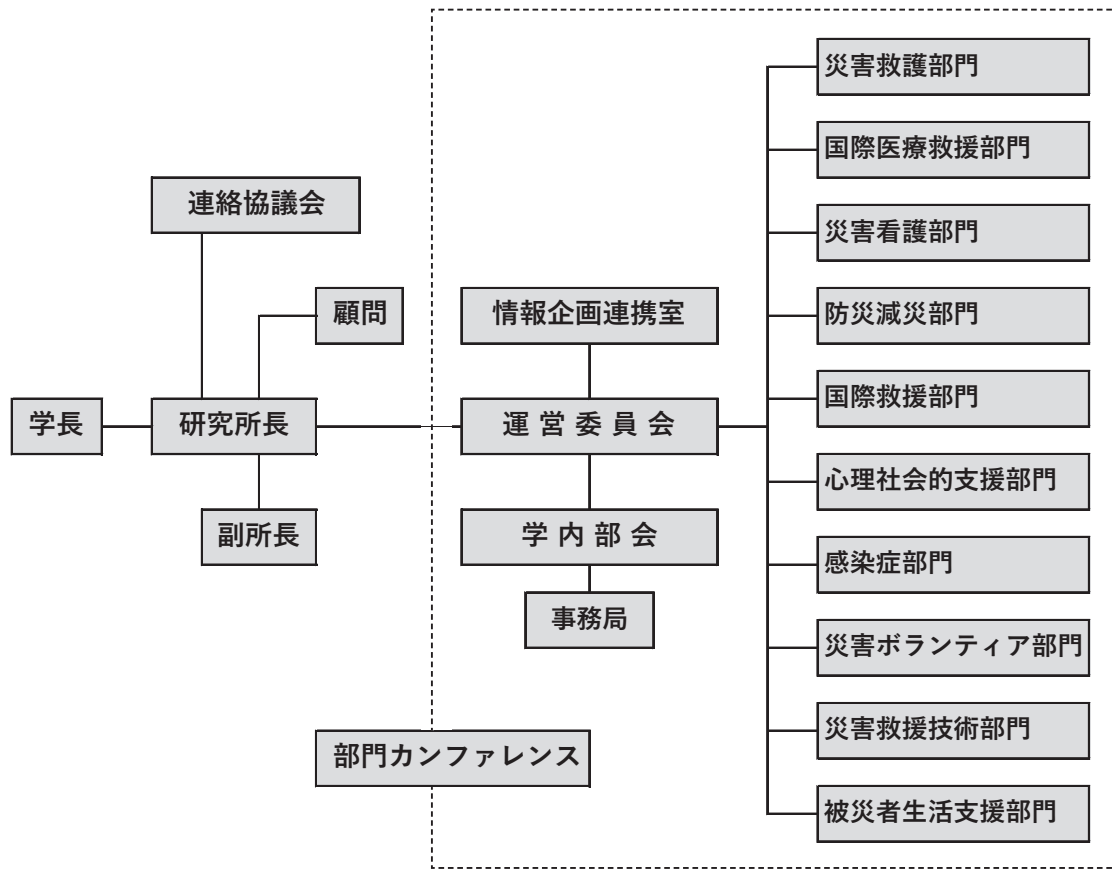 災害救護部門
国際医療救援部門
連絡協議会
災害看護部門
顧問
情報企画連携室
防災減災部門
学長
研究所長
運営委員会
国際救援部門
心理社会的支援部門
副所長
学内部会
感染症部門
事務局
災害ボランティア部門
部門カンファレンス
災害救援技術部門
被災者生活支援部門